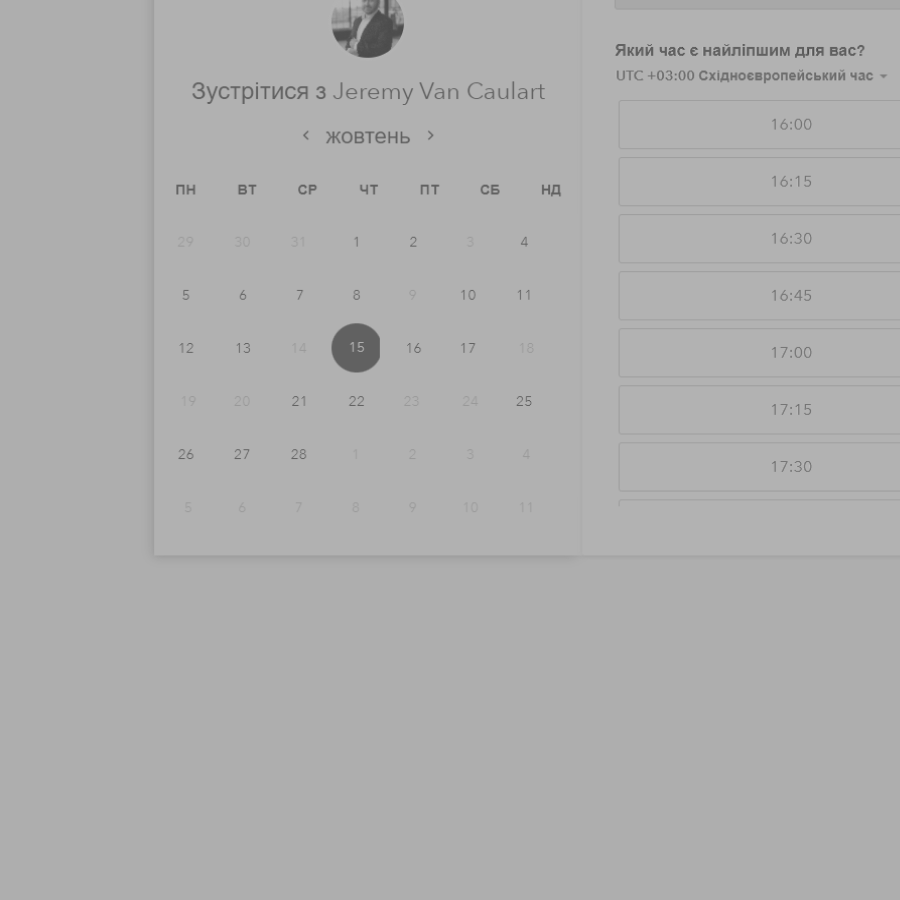 Зустрітися з Jeremy Van Caulart
< жовтень >
ПН ВТ СР ЧТ ПТ СБ НД
29 30 31 1 2 3 4
5 6 7 8 9 10 11
12 13 14 15 16 17 18
19 20 21 22 23 24 25
26 27 28 1 2 3 4
5 6 7 8 9 10 11
Який час є найліпшим для вас?
UTC +03:00 Східноєвропейський час
16:00
16:15
16:30
16:45
17:00
17:15
17:30